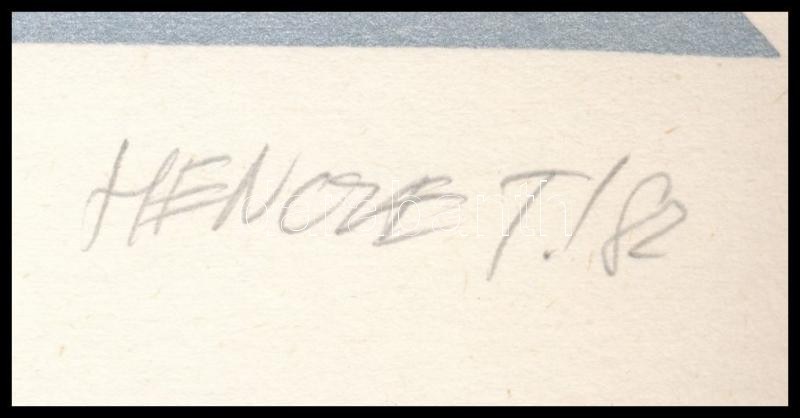 HENCZE T. / 82